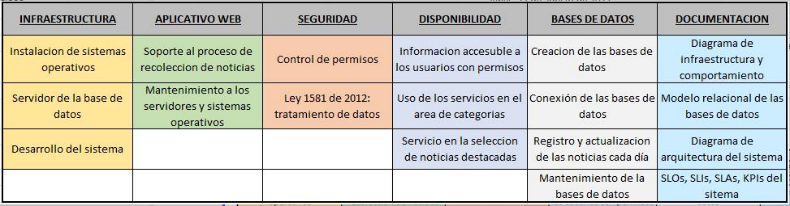 INFRAESTRUCTURA
APLICATIVO WEB
SEGURIDAD
DISPONIBILIDAD
BASES DE DATOS
DOCUMENTACION
Instalacion de sistemas
operativos
Soporte al proceso de
recoleccion de noticias
Control de permisos
Informacion accesuble a
los usuarios con permisos
Creacion de las bases de
datos
Diagrama de
infraestructura y
comportamiento
Servidor de la base de
datos
Mantenimiento a los
servidores y sistemas
operativos
Ley 1581 de 2012:
tratamiento de datos
Uso de los servicios en el
area de categorias
Conexión de las bases de
datos
Modelo relacional de las
bases de datos
Desarrollo del sistema
Servicio en la seleccion
de noticias destacadas
Registro y actualizacion
de las noticias cada día
Diagrama de
arquitectura del sistema
Mantenimiento de la
bases de datos
SLOs, SLIs, SLAs, KPIs del
sitema